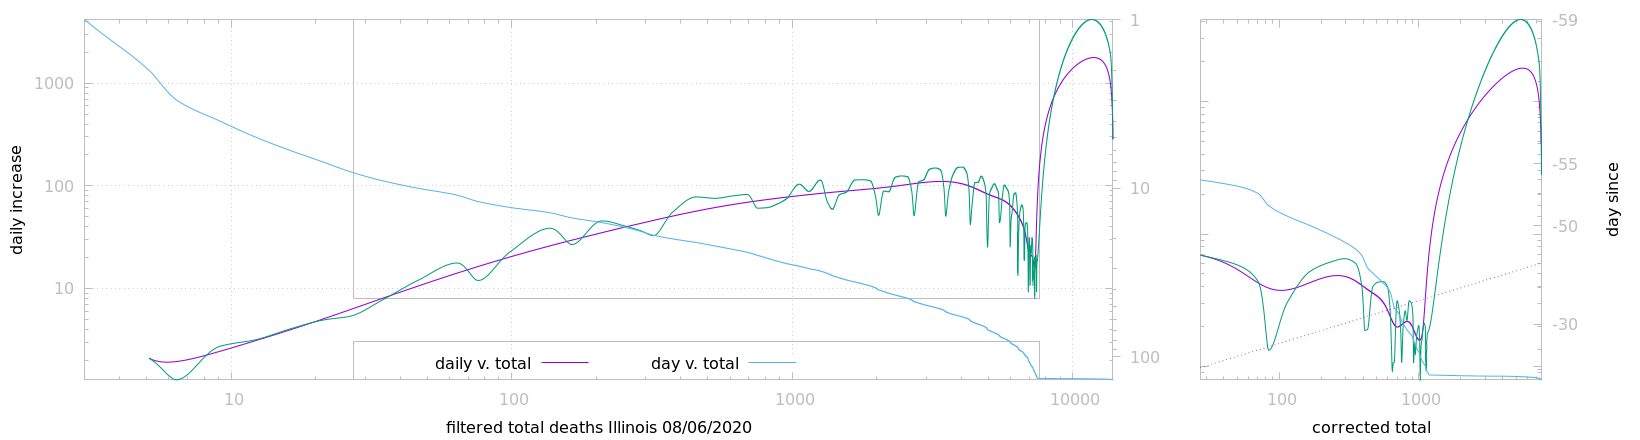 daily increase
1000
100
10
10
100
1000
10000
1
10
100
daily v. total
day v. total
filtered total deaths Illinois 08/06/2020
-59
-55
-50
-30
day since
100
1000
corrected total